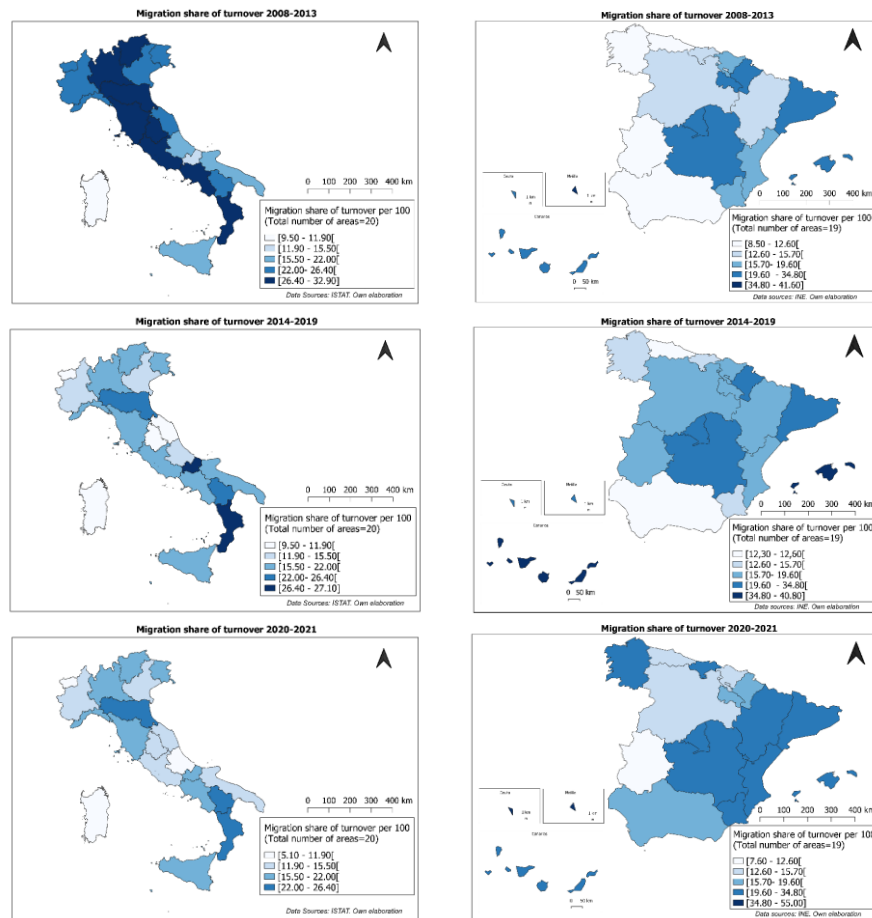 Migration share of turnover 2008-2013
0 100 200 300 400 km
Migration share of turnover per 100
(Total number of areas=20)
[9.50 - 11.90[
[11.90 - 15.50[
[15.50 - 22.00[
[22.00- 26.40[
[26.40 - 32.90]
Data Sources: ISTAT. Own elaboration
Migration share of turnover 2008-2013
Melilla
Canarias
0 50 km
0 100 200 300 400 km
Migration share of turnover per 100
(Total number of areas=19)
[8.50 - 12.60[
[12.60 - 15.70[
[15.70- 19.60[
[19.60 - 34.80[
[34.80 - 41.60]
Data sources: INE. Own elaboration
Migration share of turnover 2014-2019
0 100 200 300 400 km
Migration share of turnover per 100
(Total number of areas=20)
[9.50 - 11.90[
[11.90 - 15.50[
[15.50 - 22.00[
[22.00 - 26.40[
[26.40 - 27.10]
Data Sources: ISTAT. Own elaboration
Migration share of turnover 2014-2019
Melilla
Canarias
0 50 km
0 100 200 300 400 km
Migration share of turnover per 100
(Total number of areas=19)
[12,30 - 12,60[
[12.60 - 15.70[
[15.70- 19.60[
[19.60 - 34.80[
[34.80 - 40.80]
Data sources: INE. Own elaboration
Migration share of turnover 2020-2021
0 100 200 300 400 km
Migration share of turnover per 100
(Total number of areas=20)
[5.10 - 11.90[
[11.90 - 15.50[
[15.50 - 22.00[
[22.00 - 26.40]
Data Sources: ISTAT. Own elaboration
Migration share of turnover 2020-2021
Melilla
Canarias
0 50 km
0 100 200 300 400 km
Migration share of turnover per 100
(Total number of areas=19)
[7.60 - 12.60[
[12.60 - 15.70[
[15.70- 19.60[
[19.60 - 34.80[
[34.80 - 55.00]
Data sources: INE. Own elaboration